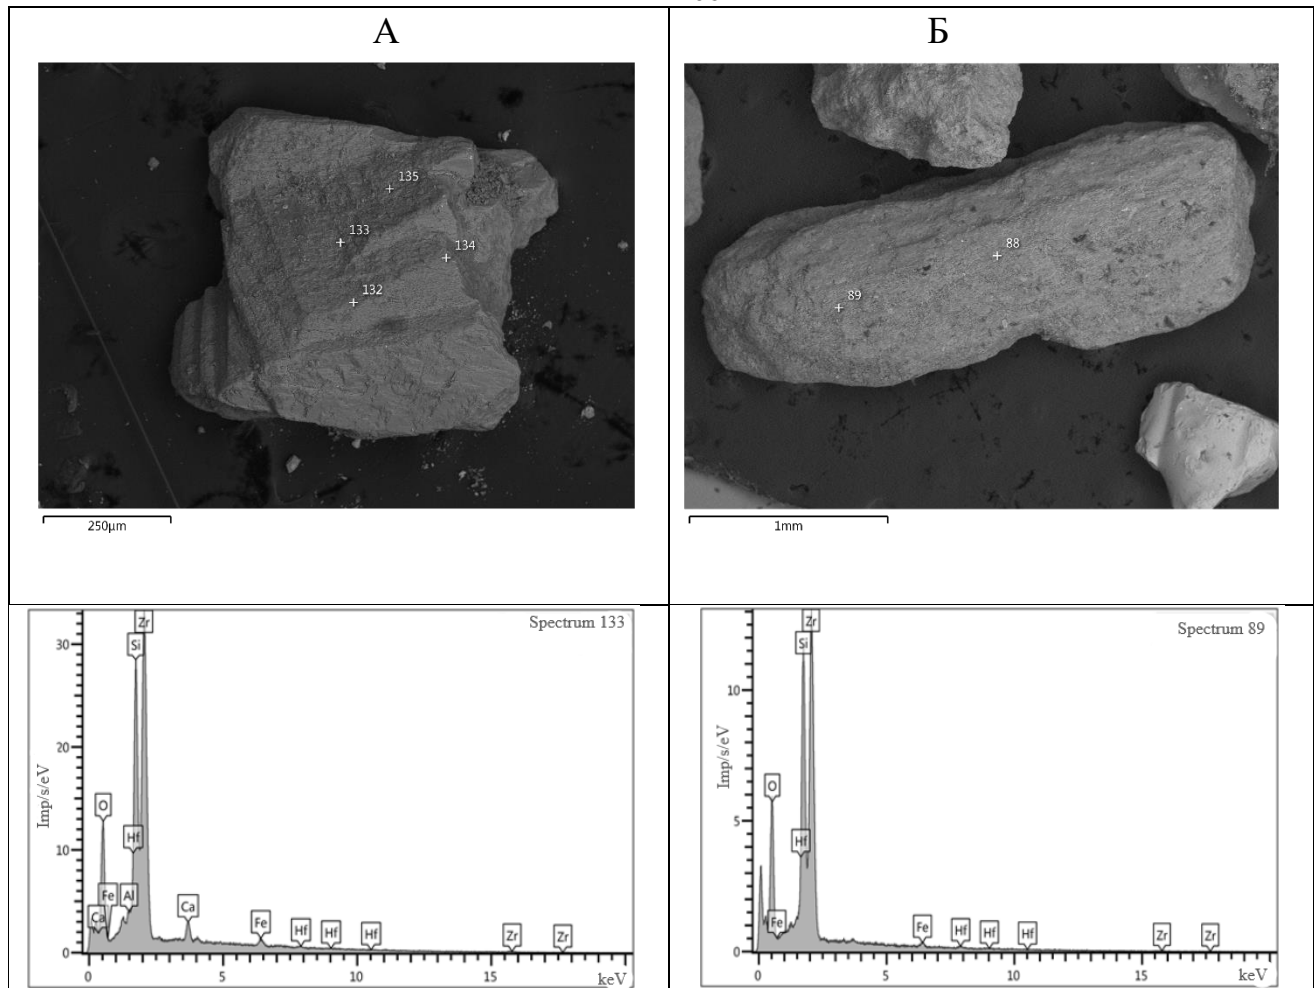 А
Б
135
133
134
132
250µm
88
89
1mm
Spectrum 133
Zr
Si
30
20
O
Hf
10
Fe
Al
Ca
Ca
Fe
Hf
Hf
Hf
Zr
Zr
0
Imp/s/eV
0
5
10
15
keV
Spectrum 89
Zr
Si
10
O
5
Hf
Fe
Fe
Hf
Hf
Hf
Zr
Zr
0
Imp/s/eV
0
5
10
15
keV